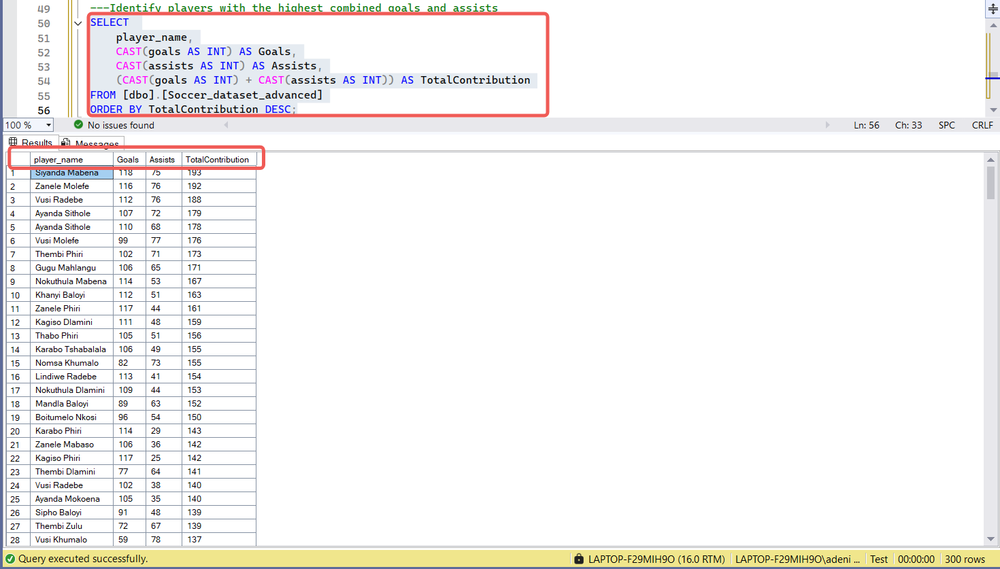 49 ---Identify players with the highest combined goals and assists
50 SELECT
51 player_name,
52 CAST(goals AS INT) AS Goals,
53 CAST(assists AS INT) AS Assists,
54 (CAST(goals AS INT) + CAST(assists AS INT)) AS TotalContribution
55 FROM [dbo].[Soccer_dataset_advanced]
56 ORDER BY TotalContribution DESC;
100 % No issues found Ln: 56 Ch: 33 SPC CRLF
Results Messages
player_name Goals Assists TotalContribution
1 Siyanda Mabena 118 75 193
2 Zanele Molefe 116 76 192
3 Vusi Radebe 112 76 188
4 Ayanda Sithole 107 72 179
5 Ayanda Sithole 110 68 178
6 Vusi Molefe 99 77 176
7 Thembi Phiri 102 71 173
8 Gugu Mahlangu 106 65 171
9 Nokuthula Mabena 114 53 167
10 Khanyi Baloyi 112 51 163
11 Zanele Phiri 117 44 161
12 Kagiso Dlamini 111 48 159
13 Thabo Phiri 105 51 156
14 Karabo Tshabalala 106 49 155
15 Nomsa Khumalo 82 73 155
16 Lindiwe Radebe 113 41 154
17 Nokuthula Dlamini 109 44 153
18 Mandla Baloyi 89 63 152
19 Boitumelo Nkosi 96 54 150
20 Karabo Phiri 114 29 143
21 Zanele Mabaso 106 36 142
22 Kagiso Phiri 117 25 142
23 Thembi Dlamini 77 64 141
24 Vusi Radebe 102 38 140
25 Ayanda Mokoena 105 35 140
26 Sipho Baloyi 91 48 139
27 Thembi Zulu 72 67 139
28 Vusi Khumalo 59 78 137
Query executed successfully. LAPTOP-F29MIH9O (16.0 RTM) LAPTOP-F29MIH9O\adeni ... Test 00:00:00 300 rows